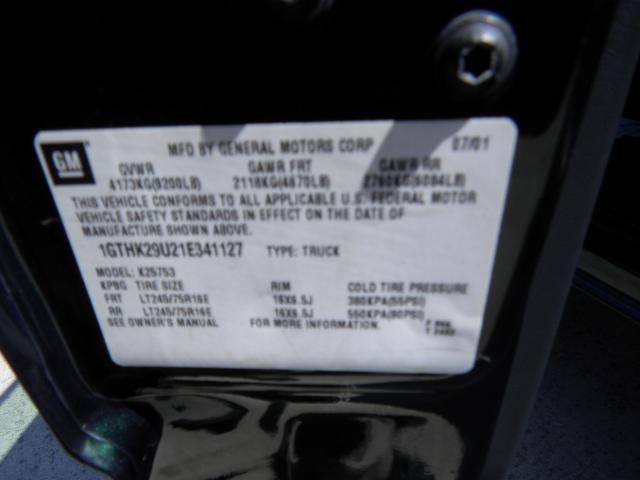 GM
MFD BY GENERAL MOTORS CORP 07/01
GVWR GAWR FRT GAWR RR
4173KG(9200LB) 2118KG(4670LB) 2760KG(6084LB)
THIS VEHICLE CONFORMS TO ALL APPLICABLE U.S. FEDERAL MOTOR
VEHICLE SAFETY STANDARDS IN EFFECT ON THE DATE OF
MANUFACTURE SHOWN ABOVE.
1GTHK29U21E341127 TYPE: TRUCK
MODEL: K25753
KPBG TIRE SIZE RIM COLD TIRE PRESSURE
FRT LT245/75R16E 16X6.5J 380KPA(55PSI)
RR LT245/75R16E 16X6.5J 550KPA(80PSI)
SEE OWNER'S MANUAL FOR MORE INFORMATION.